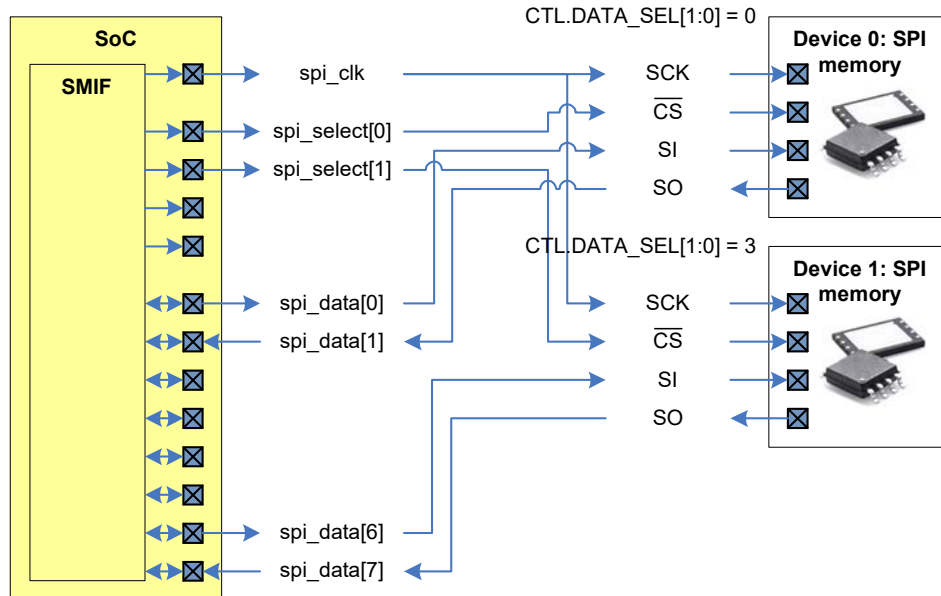 CTL.DATA_SEL[1:0] = 0
SoC
SMIF
spi_clk
spi_select[0]
spi_select[1]
spi_data[0]
spi_data[1]
spi_data[6]
spi_data[7]
SCK
CS
SI
SO
Device 0: SPI
memory
CTL.DATA_SEL[1:0] = 3
SCK
CS
SI
SO
Device 1: SPI
memory